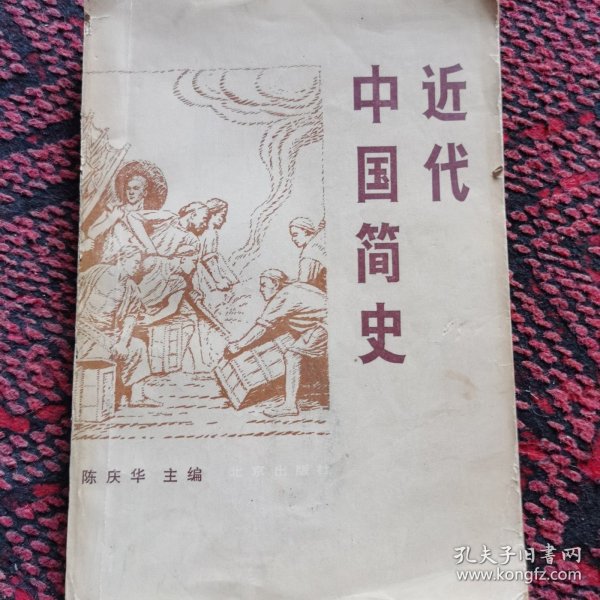 近代
中国简史
陈庆华 主编 北京出版社
孔夫子旧书网
www.kongfz.com